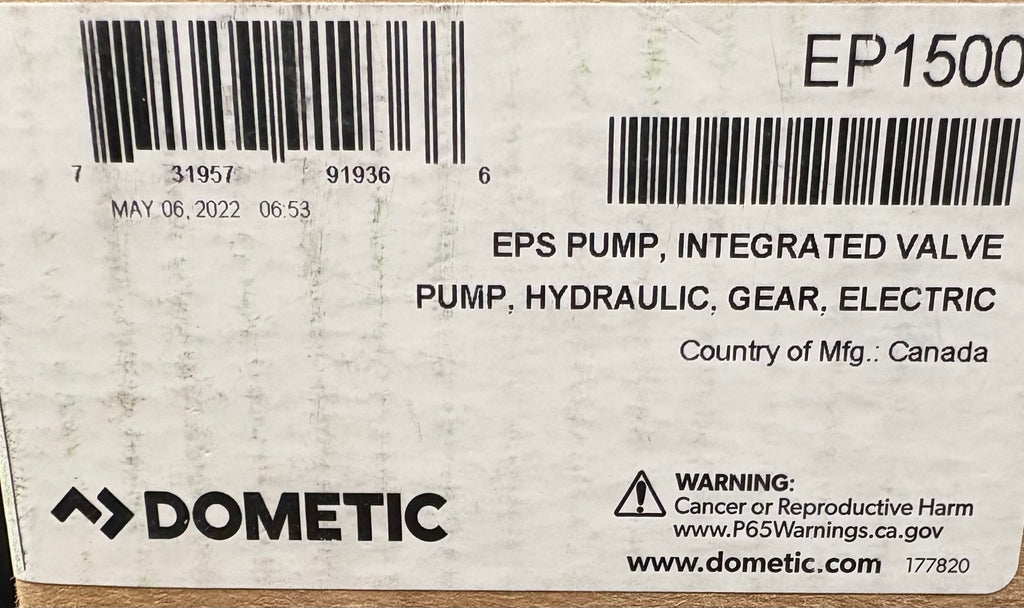 EP1500
7 31957 91936 6
MAY 06, 2022 06:53
EPS PUMP, INTEGRATED VALVE
PUMP, HYDRAULIC, GEAR, ELECTRIC
Country of Mfg.: Canada
DOMETIC
WARNING:
Cancer or Reproductive Harm
www.P65Warnings.ca.gov
www.dometic.com 177820